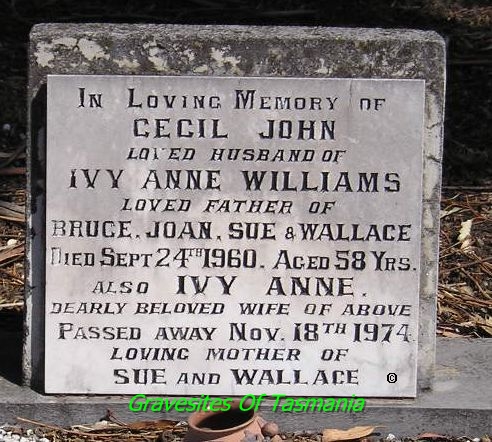 IN LOVING MEMORY OF
CECIL JOHN
LOVED HUSBAND OF
IVY ANNE WILLIAMS
LOVED FATHER OF
BRUCE, JOAN, SUE & WALLACE
DIED SEPT 24TH 1960. AGED 58 YRS.
ALSO IVY ANNE.
DEARLY BELOVED WIFE OF ABOVE
PASSED AWAY NOV. 18TH 1974
LOVING MOTHER OF
SUE AND WALLACE ©
Gravesites Of Tasmania